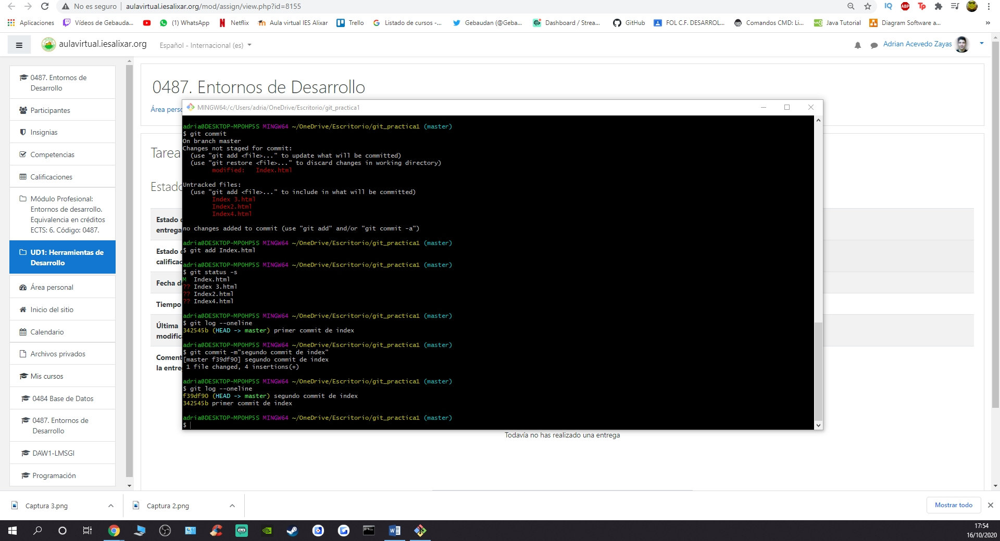 No es seguro | aulavirtual.iesalixar.org/mod/assign/view.php?id=8155
IQ ABP Tp
Aplicaciones Vídeos de Gebauda... (1) WhatsApp Netflix Aula virtual IES Alixar Trello Listado de cursos -... Gebaudan (@Geba... Dashboard / Strea... GitHub FOL C.F. DESARROL... Comandos CMD: Li... Java Tutorial Diagram Software a... »
aulavirtual.iesalixar.org Español - Internacional (es) Adrian Acevedo Zayas
0487. Entornos de
Desarrollo
Participantes
Insignias
Competencias
Calificaciones
Módulo Profesional:
Entornos de desarrollo.
Equivalencia en créditos
ECTS: 6. Código: 0487.
UD1: Herramientas de
Desarrollo
Área personal
Inicio del sitio
Calendario
Archivos privados
Mis cursos
0484 Base de Datos
0487. Entornos de
Desarrollo
DAW1-LMSGI
Programación
0487. Entornos de Desarrollo
Área perso
Tarea
Estado
Estado d
entrega
Estado d
calificac
Fecha d
Tiempo
Última
modific
Coment
la entre
MINGW64:/c/Users/adria/OneDrive/Escritorio/git_practica1
adria@DESKTOP-MPOHP5S MINGW64 ~/OneDrive/Escritorio/git_practica1 (master)
$ git commit
On branch master
Changes not staged for commit:
(use "git add <file>..." to update what will be committed)
(use "git restore <file>..." to discard changes in working directory)
modified:   Index.html
Untracked files:
(use "git add <file>..." to include in what will be committed)
Index 3.html
Index2.html
Index4.html
no changes added to commit (use "git add" and/or "git commit -a")
adria@DESKTOP-MPOHP5S MINGW64 ~/OneDrive/Escritorio/git_practica1 (master)
$ git add Index.html
adria@DESKTOP-MPOHP5S MINGW64 ~/OneDrive/Escritorio/git_practica1 (master)
$ git status -s
M  Index.html
?? Index 3.html
?? Index2.html
?? Index4.html
adria@DESKTOP-MPOHP5S MINGW64 ~/OneDrive/Escritorio/git_practica1 (master)
$ git log --oneline
342545b (HEAD -> master) primer commit de index
adria@DESKTOP-MPOHP5S MINGW64 ~/OneDrive/Escritorio/git_practica1 (master)
$ git commit -m"segundo commit de index"
[master f39df90] segundo commit de index
1 file changed, 4 insertions(+)
adria@DESKTOP-MPOHP5S MINGW64 ~/OneDrive/Escritorio/git_practica1 (master)
$ git log --oneline
f39df90 (HEAD -> master) segundo commit de index
342545b primer commit de index
adria@DESKTOP-MPOHP5S MINGW64 ~/OneDrive/Escritorio/git_practica1 (master)
$
Todavía no has realizado una entrega
Captura 3.png Captura 2.png Mostrar todo
17:54
16/10/2020